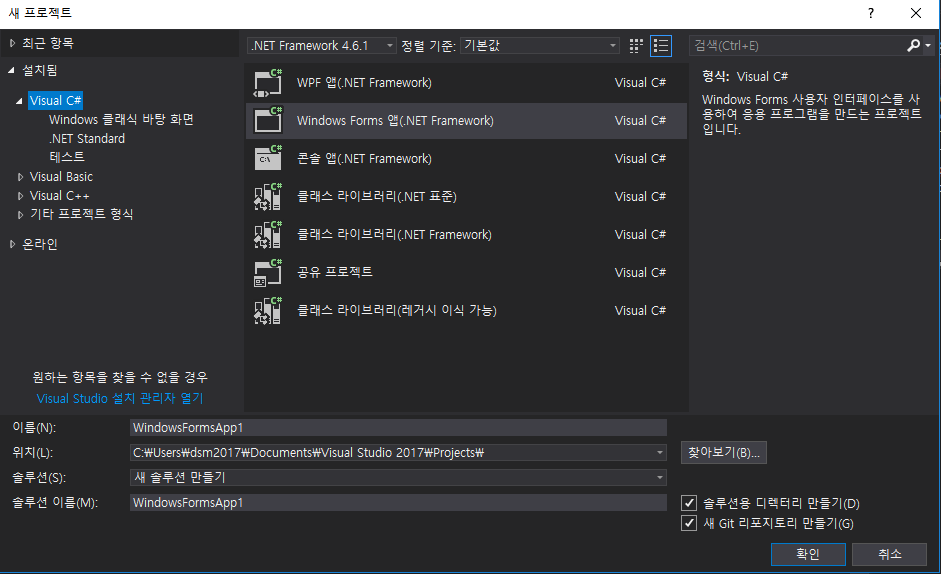 새 프로젝트
최근 항목
.NET Framework 4.6.1 정렬 기준: 기본값
검색(Ctrl+E)
설치됨
Visual C#
Windows 클래식 바탕 화면
.NET Standard
테스트
Visual Basic
Visual C++
기타 프로젝트 형식
온라인
원하는 항목을 찾을 수 없을 경우
Visual Studio 설치 관리자 열기
WPF 앱(.NET Framework) Visual C#
Windows Forms 앱(.NET Framework) Visual C#
콘솔 앱(.NET Framework) Visual C#
클래스 라이브러리(.NET 표준) Visual C#
클래스 라이브러리(.NET Framework) Visual C#
공유 프로젝트 Visual C#
클래스 라이브러리(레거시 이식 가능) Visual C#
형식: Visual C#
Windows Forms 사용자 인터페이스를 사
용하여 응용 프로그램을 만드는 프로젝트
입니다.
이름(N): WindowsFormsApp1
위치(L): C:₩Users₩dsm2017₩Documents₩Visual Studio 2017₩Projects₩ 찾아보기(B)...
솔루션(S): 새 솔루션 만들기
솔루션 이름(M): WindowsFormsApp1
솔루션용 디렉터리 만들기(D)
새 Git 리포지토리 만들기(G)
확인 취소